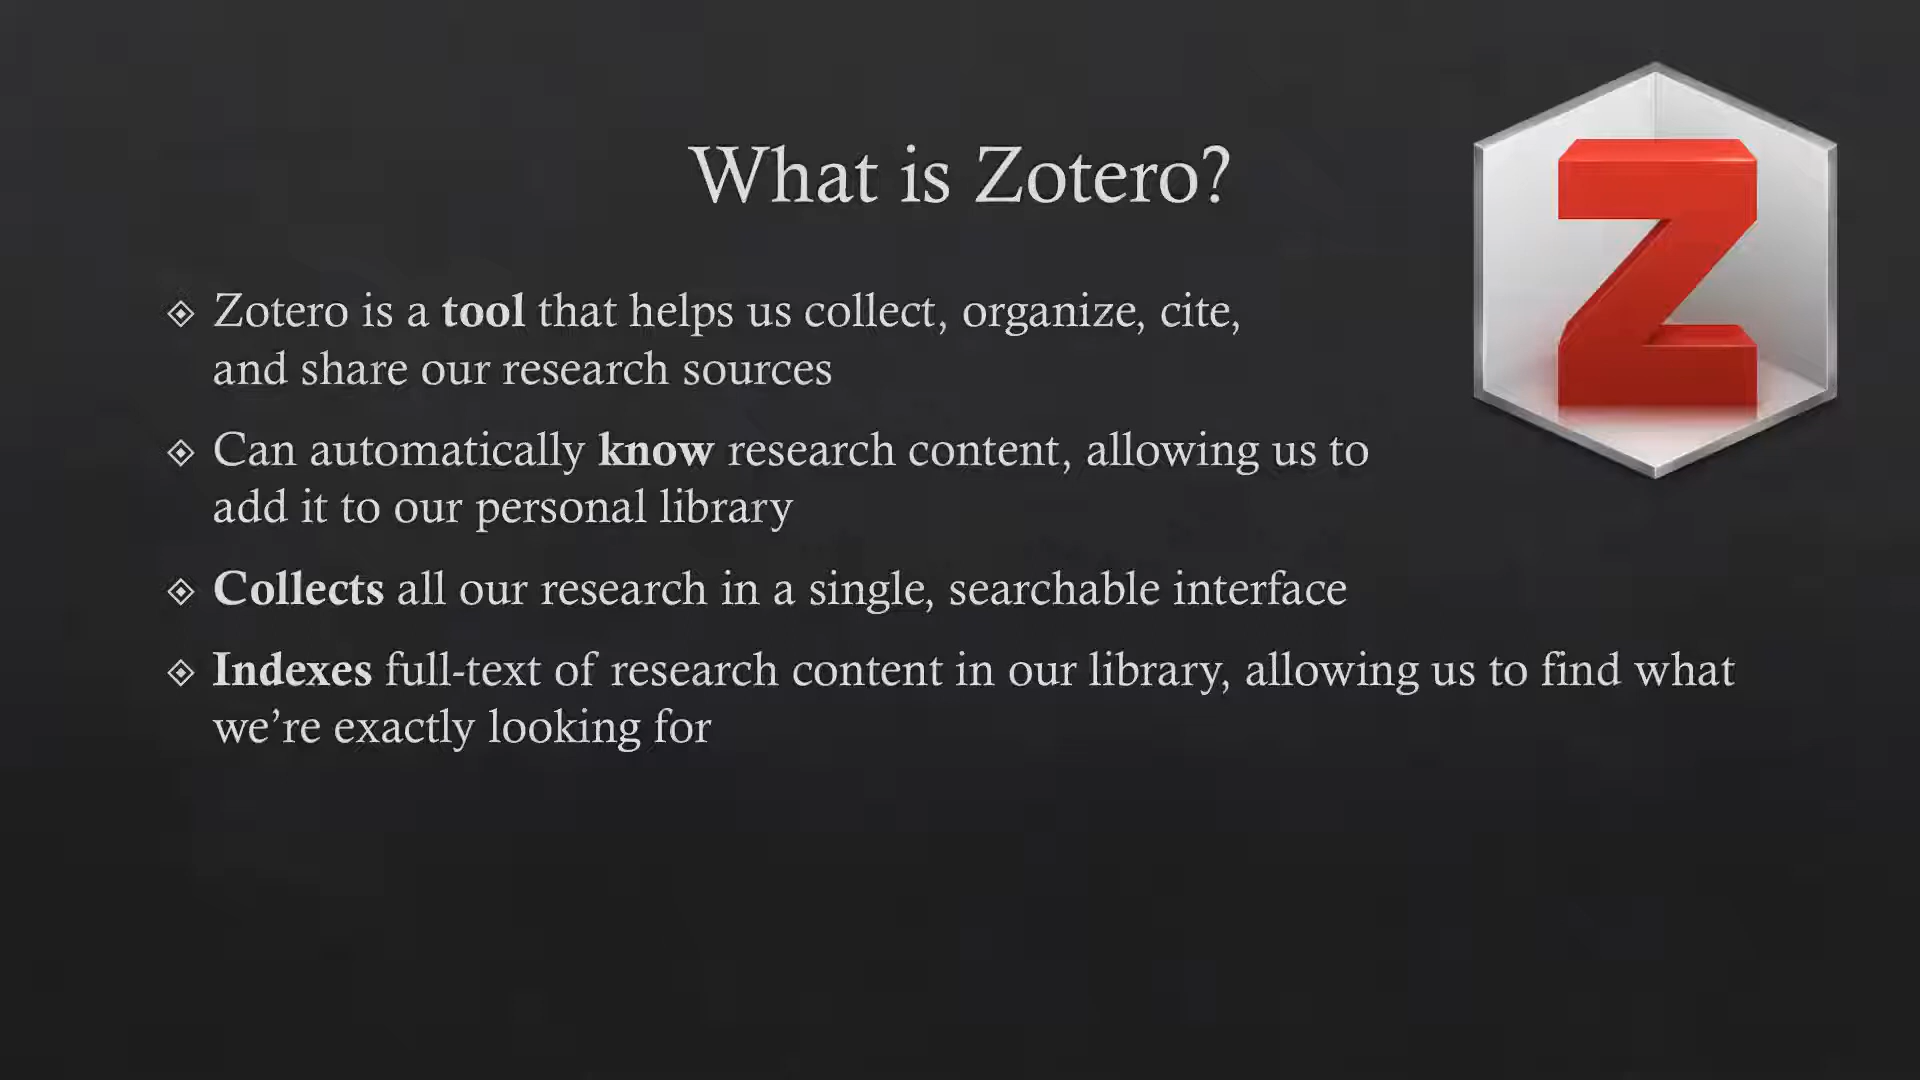 What is Zotero?
Z
Zotero is a tool that helps us collect, organize, cite,
and share our research sources
Can automatically know research content, allowing us to
add it to our personal library
Collects all our research in a single, searchable interface
Indexes full-text of research content in our library, allowing us to find what
we're exactly looking for